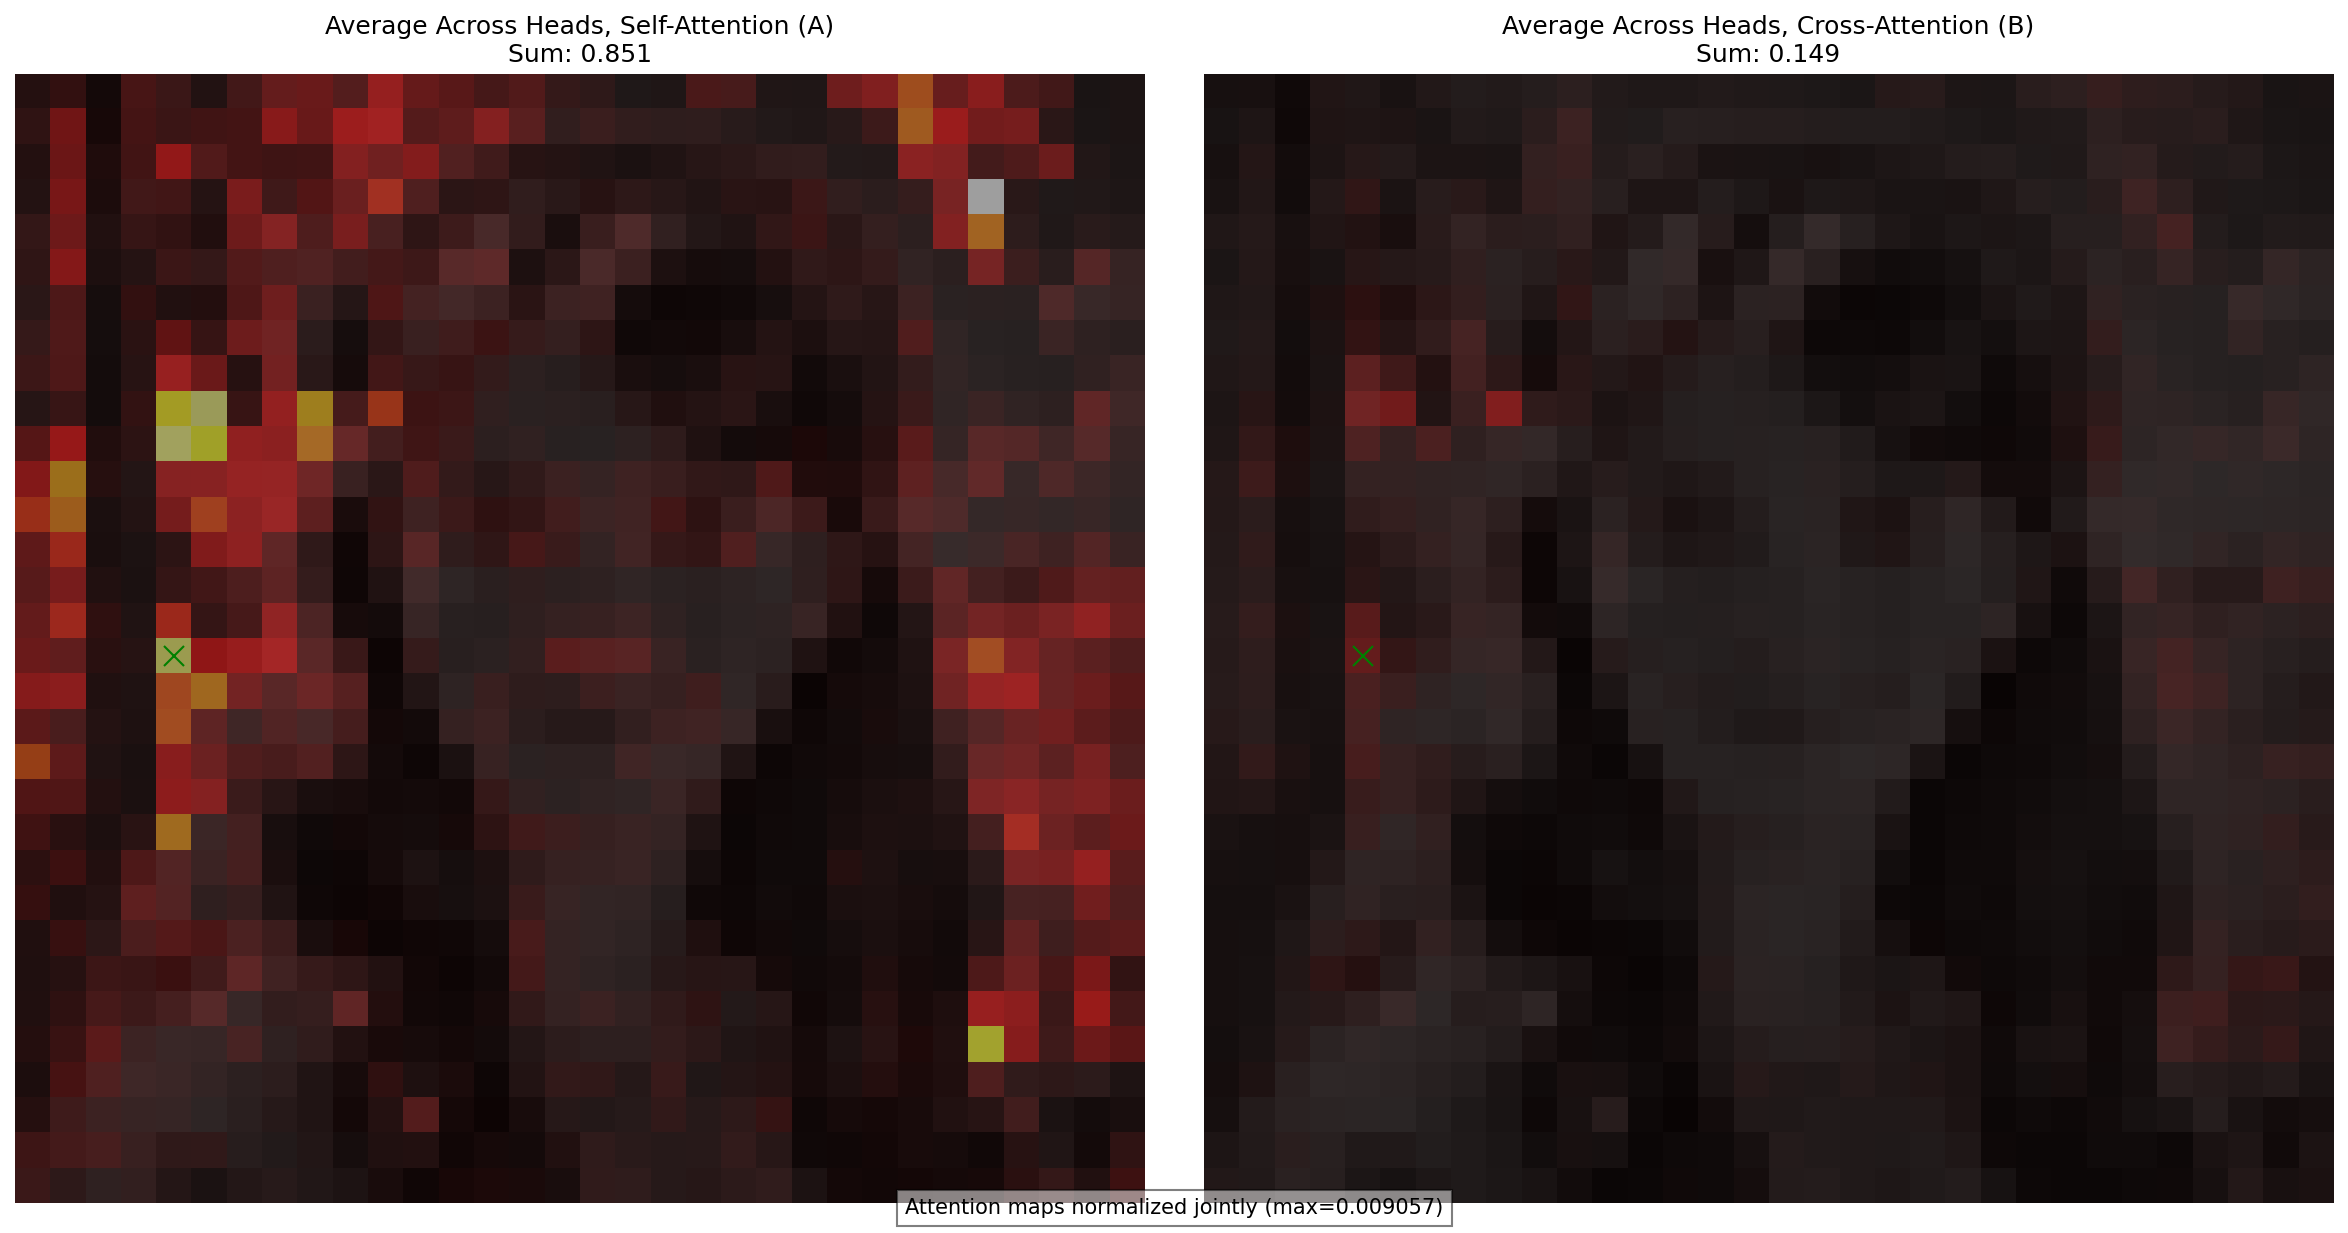 Average Across Heads, Self-Attention (A)
Sum: 0.851
Average Across Heads, Cross-Attention (B)
Sum: 0.149
Attention maps normalized jointly (max=0.009057)